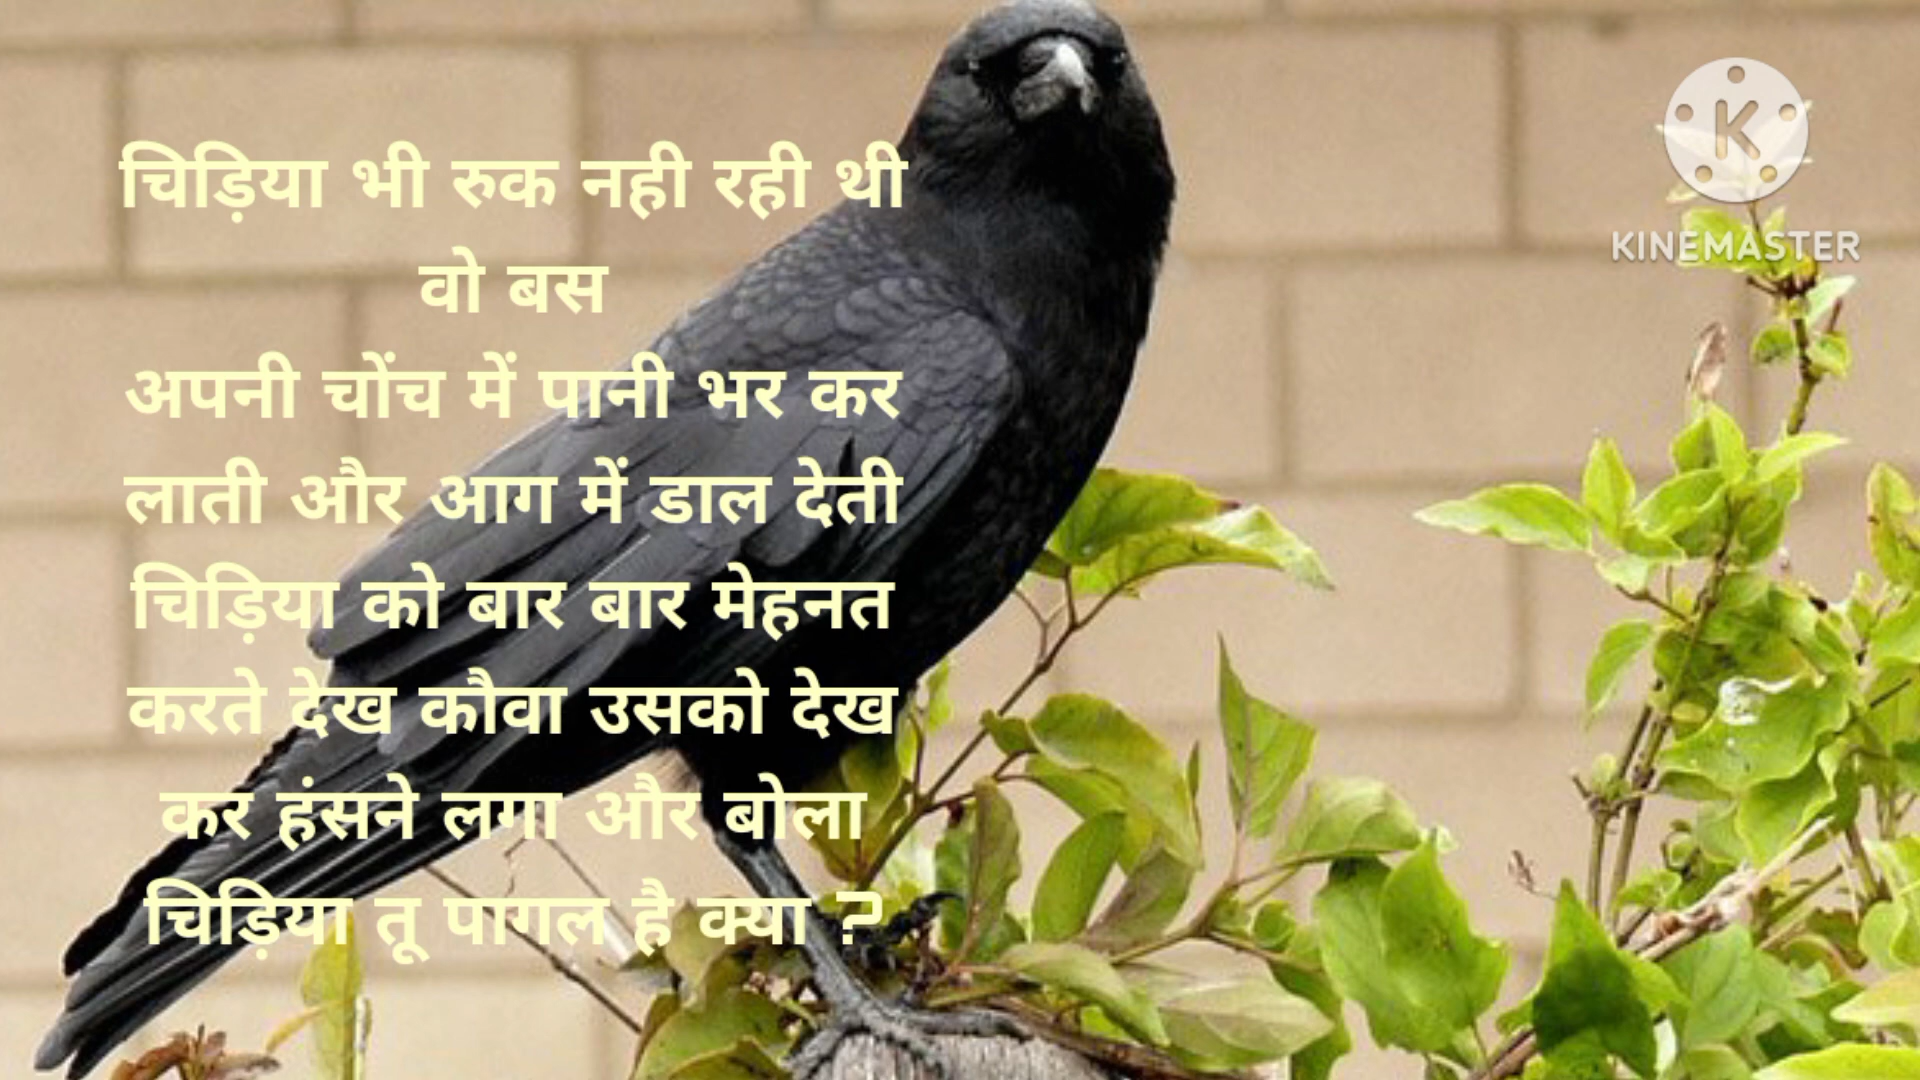 चिड़िया भी रुक नही रही थी
वो बस
अपनी चोंच में पानी भर कर
लाती और आग में डाल देती
चिड़िया को बार बार मेहनत
करते देख कौवा उसको देख
कर हंसने लगा और बोला
चिड़िया तू पागल है क्या ?
K
KINEMASTER